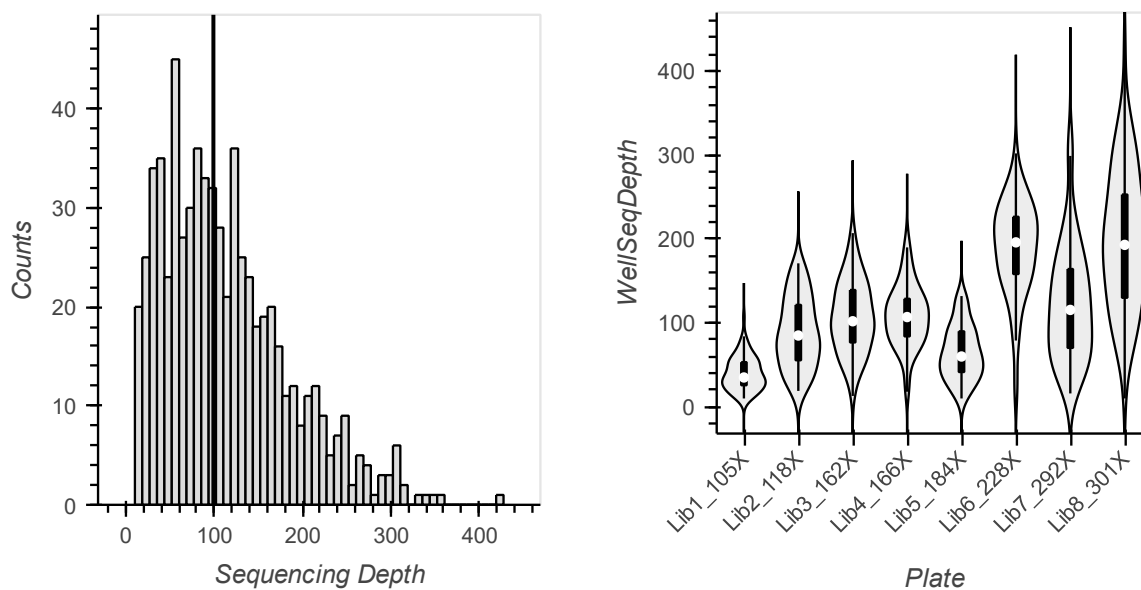 Counts
40
30
20
10
0
0
100
200
300
400
Sequencing Depth
WellSeqDepth
400
300
200
100
0
Lib1_105X
Lib2_118X
Lib3_162X
Lib4_166X
Lib5_184X
Lib6_228X
Lib7_292X
Lib8_301X
Plate